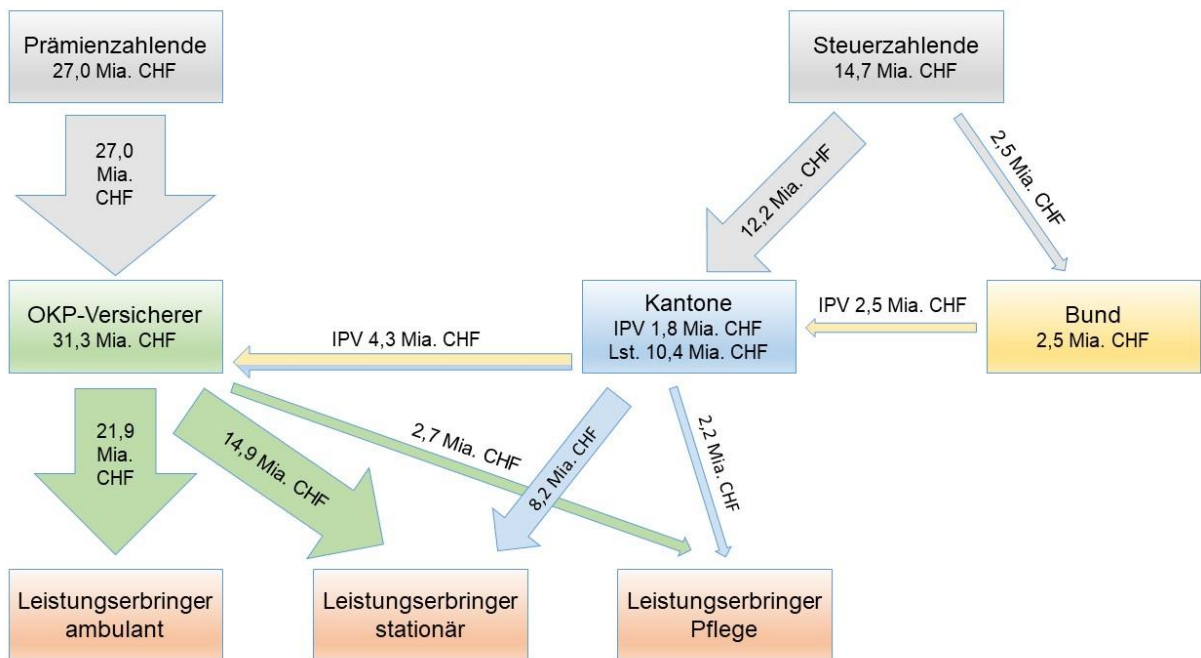 Prämienzahlende
27,0 Mia. CHF
Steuerzahlende
14,7 Mia. CHF
27,0
Mia.
CHF
12,2 Mia. CHF
2,5 Mia. CHF
OKP-Versicherer
31,3 Mia. CHF
IPV 4,3 Mia. CHF
Kantone
IPV 1,8 Mia. CHF
Lst. 10,4 Mia. CHF
IPV 2,5 Mia. CHF
Bund
2,5 Mia. CHF
21,9
Mia.
CHF
14,9 Mia. CHF
2,7 Mia. CHF
8,2 Mia. CHF
2,2 Mia. CHF
Leistungserbringer
ambulant
Leistungserbringer
stationär
Leistungserbringer
Pflege